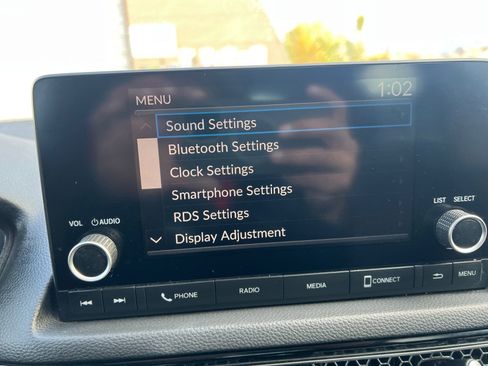 MENU 1:02
Sound Settings
Bluetooth Settings
Clock Settings
Smartphone Settings
RDS Settings
Display Adjustment
VOL AUDIO
LIST SELECT
PHONE RADIO MEDIA CONNECT MENU